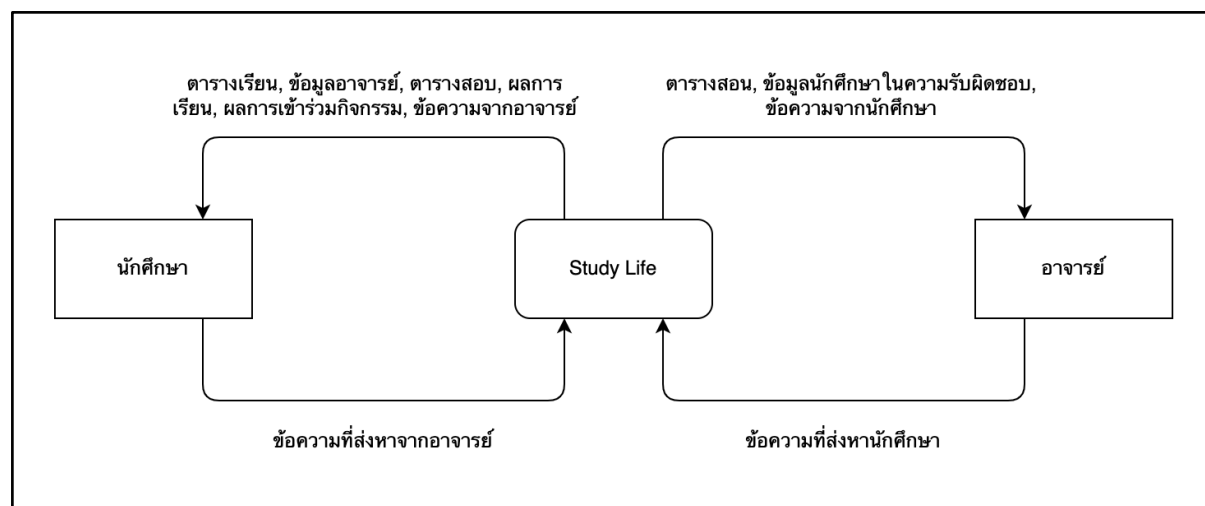 ตารางเรียน, ข้อมูลอาจารย์, ตารางสอบ, ผลการ
เรียน, ผลการเข้าร่วมกิจกรรม, ข้อความจากอาจารย์
ตารางสอน, ข้อมูลนักศึกษาในความรับผิดชอบ,
ข้อความจากนักศึกษา
นักศึกษา
Study Life
อาจารย์
ข้อความที่ส่งหาจากอาจารย์
ข้อความที่ส่งหานักศึกษา